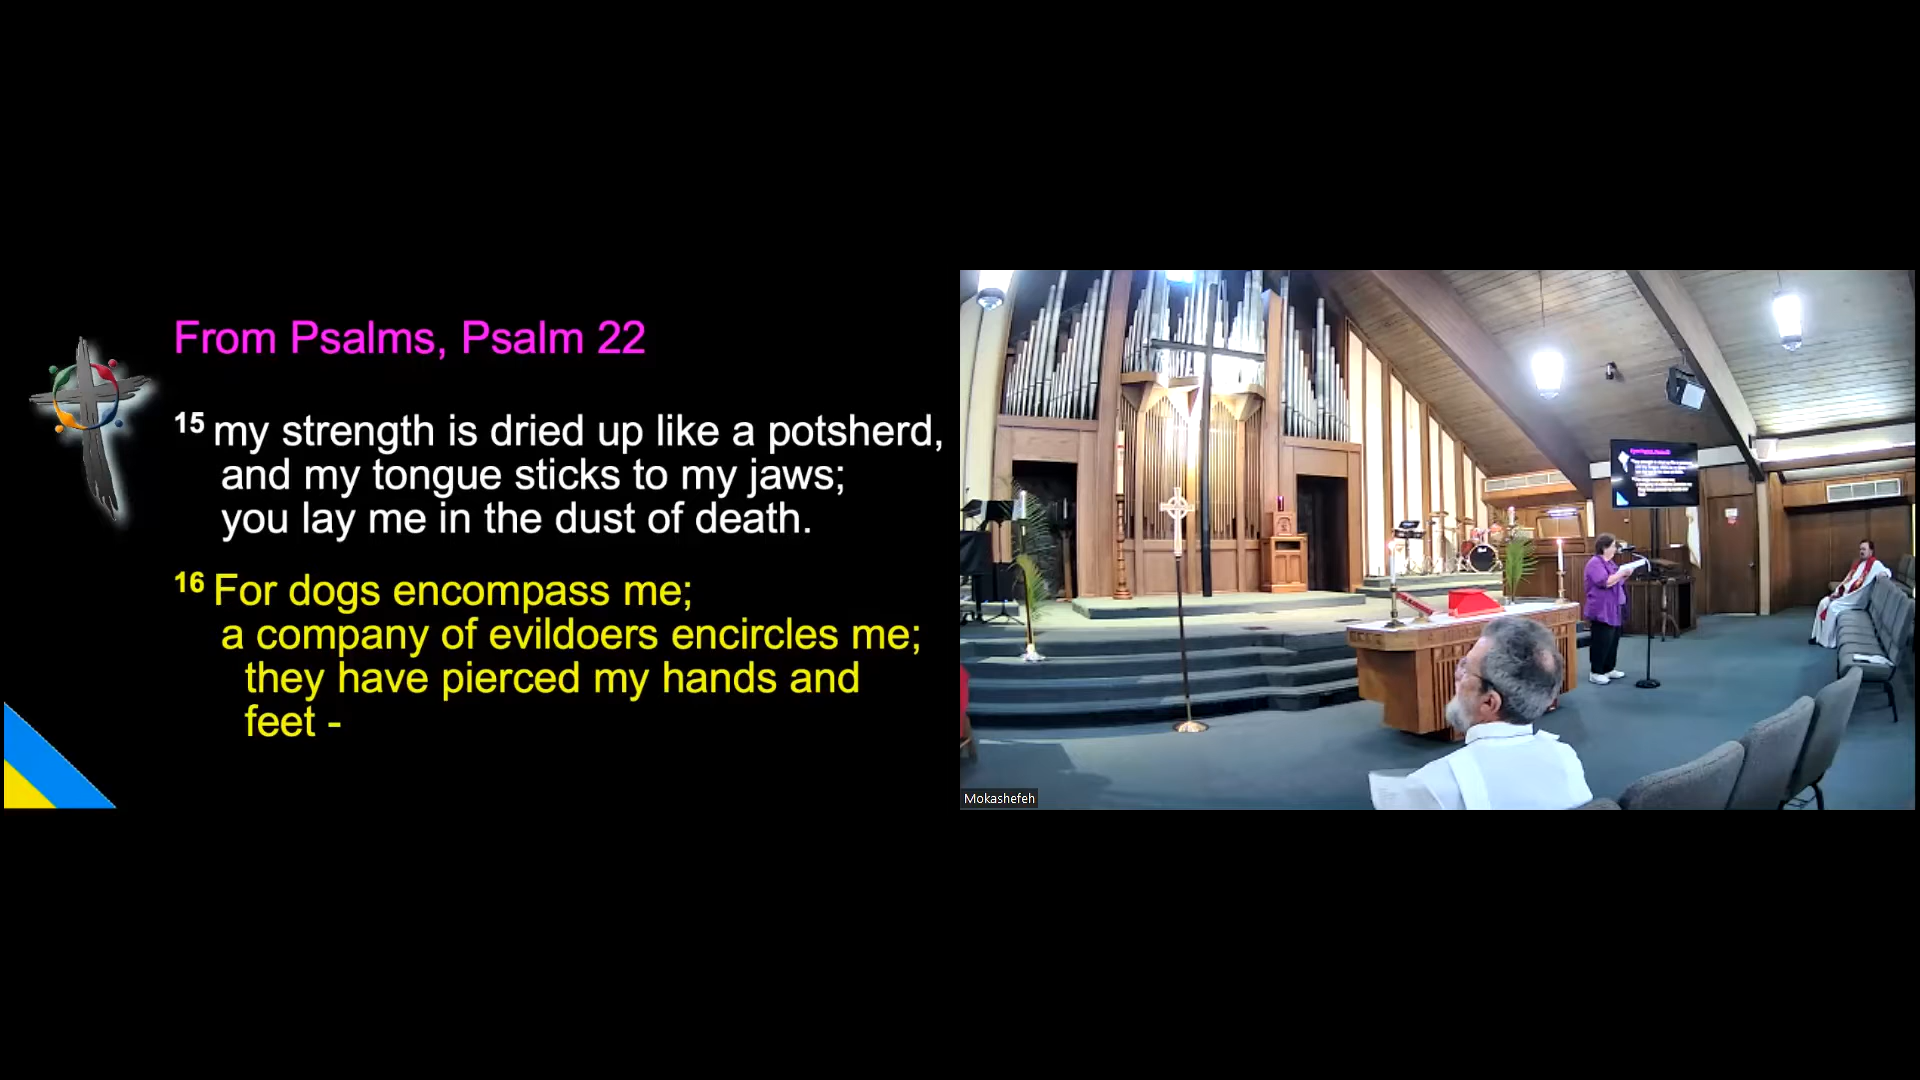 From Psalms, Psalm 22
15 my strength is dried up like a potsherd,
and my tongue sticks to my jaws;
you lay me in the dust of death.
16 For dogs encompass me;
a company of evildoers encircles me;
they have pierced my hands and
feet -
Mokashefeh